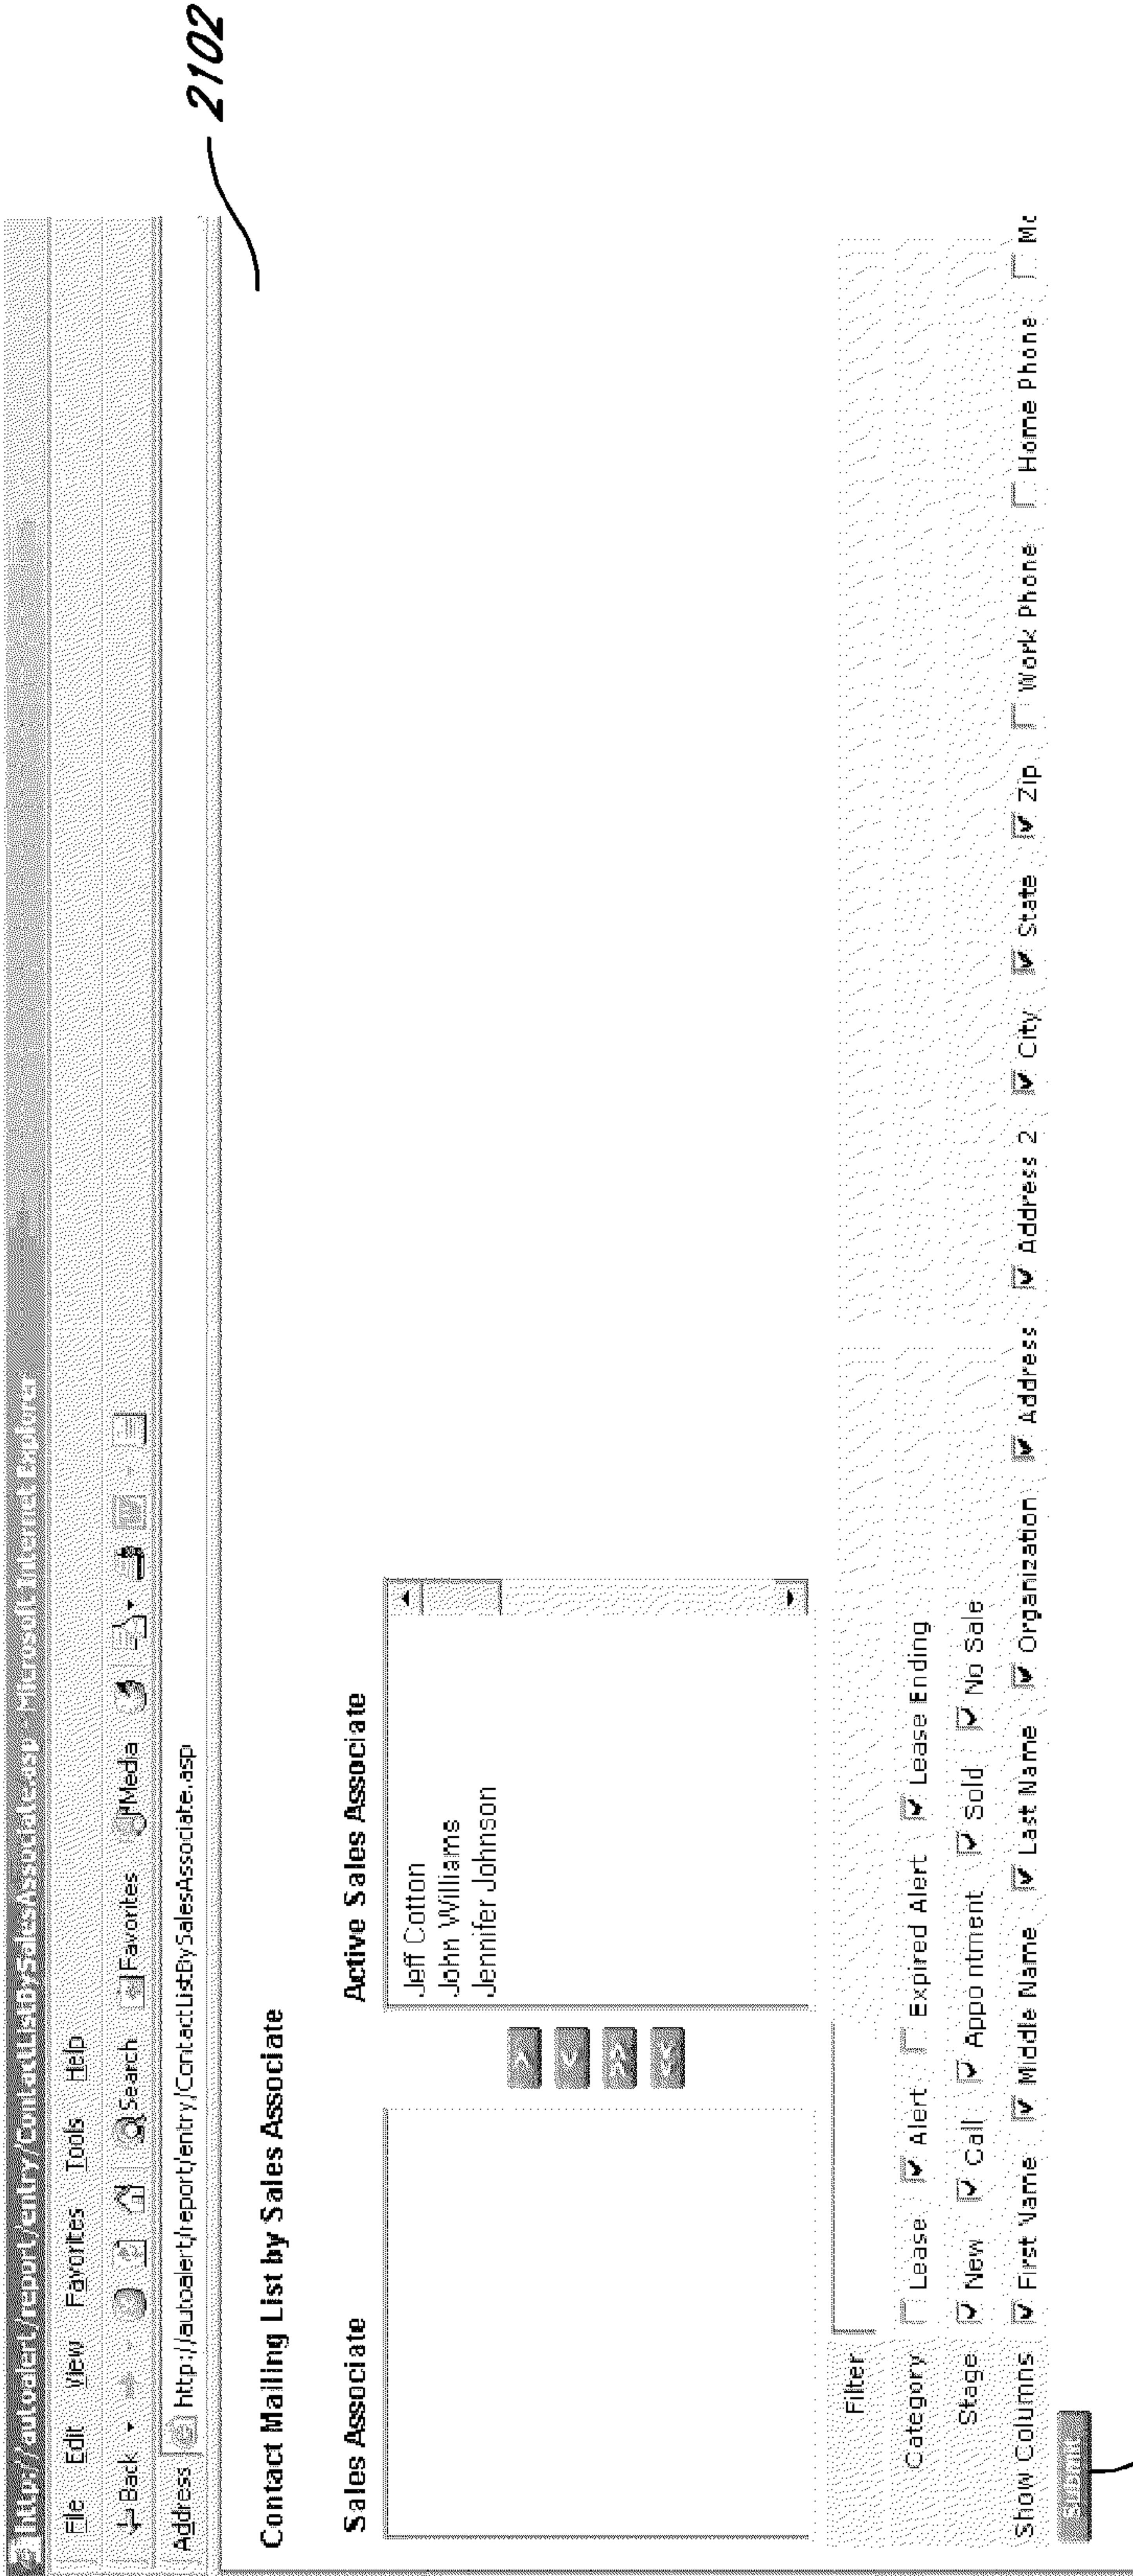 http://autoalert/report/entry/ContactListBySalesAssociate.asp - Microsoft Internet Explorer
File Edit View Favorites Tools Help
Back Search Favorites Media
Address http://autoalert/report/entry/ContactListBySalesAssociate.asp
2102
Contact Mailing List by Sales Associate
Sales Associate Active Sales Associate
Jeff Cotton
John Williams
Jennifer Johnson
>
<
>>
<<
Filter
Category Lease Alert Expired Alert Lease Ending
Stage New Call Appointment Sold No Sale
Show Columns First Name Middle Name Last Name Organization Address Address 2 City State Zip Work Phone Home Phone Mo
submit